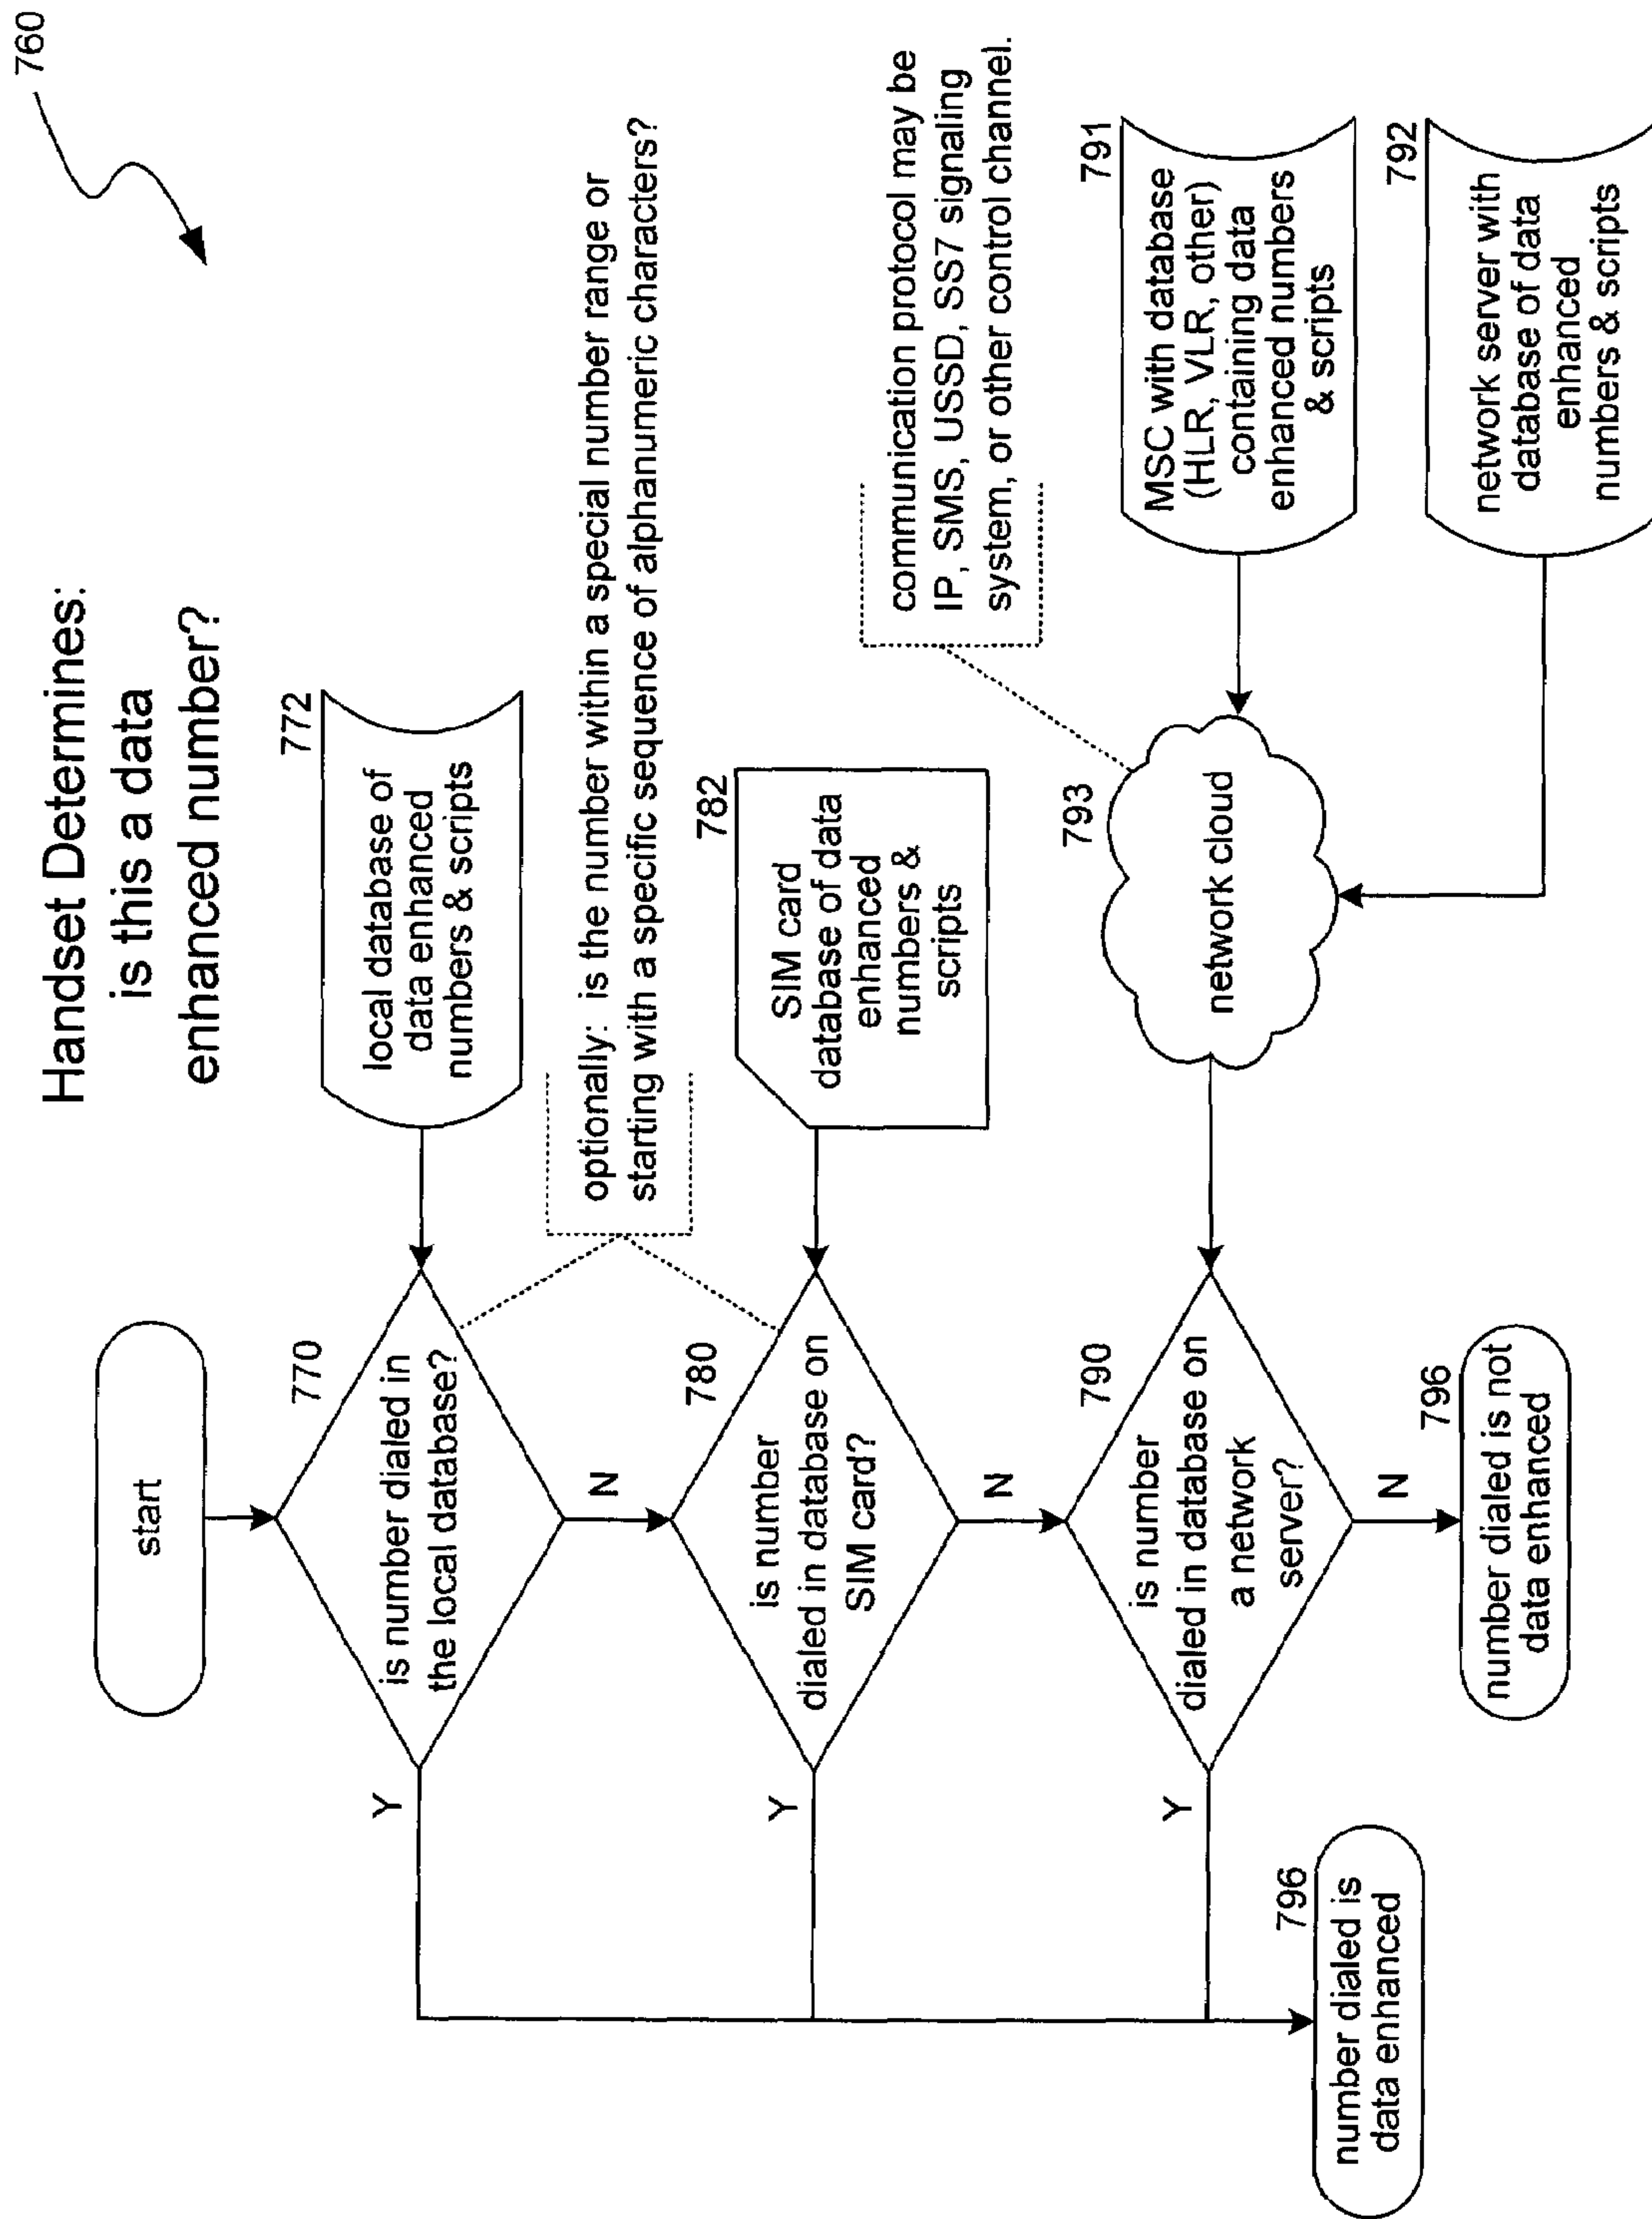 760
Handset Determines:
is this a data
enhanced number?
start
770
is number dialed in
the local database?
Y
N
772
local database of
data enhanced
numbers & scripts
optionally: is the number within a special number range or
starting with a specific sequence of alphanumeric characters?
780
is number
dialed in database on
SIM card?
Y
N
782
SIM card
database of data
enhanced
numbers &
scripts
communication protocol may be
IP, SMS, USSD, SS7 signaling
system, or other control channel.
790
is number
dialed in database on
a network
server?
Y
N
793
network cloud
791
MSC with database
(HLR, VLR, other)
containing data
enhanced numbers
& scripts
792
network server with
database of data
enhanced
numbers & scripts
796
number dialed is
data enhanced
796
number dialed is not
data enhanced